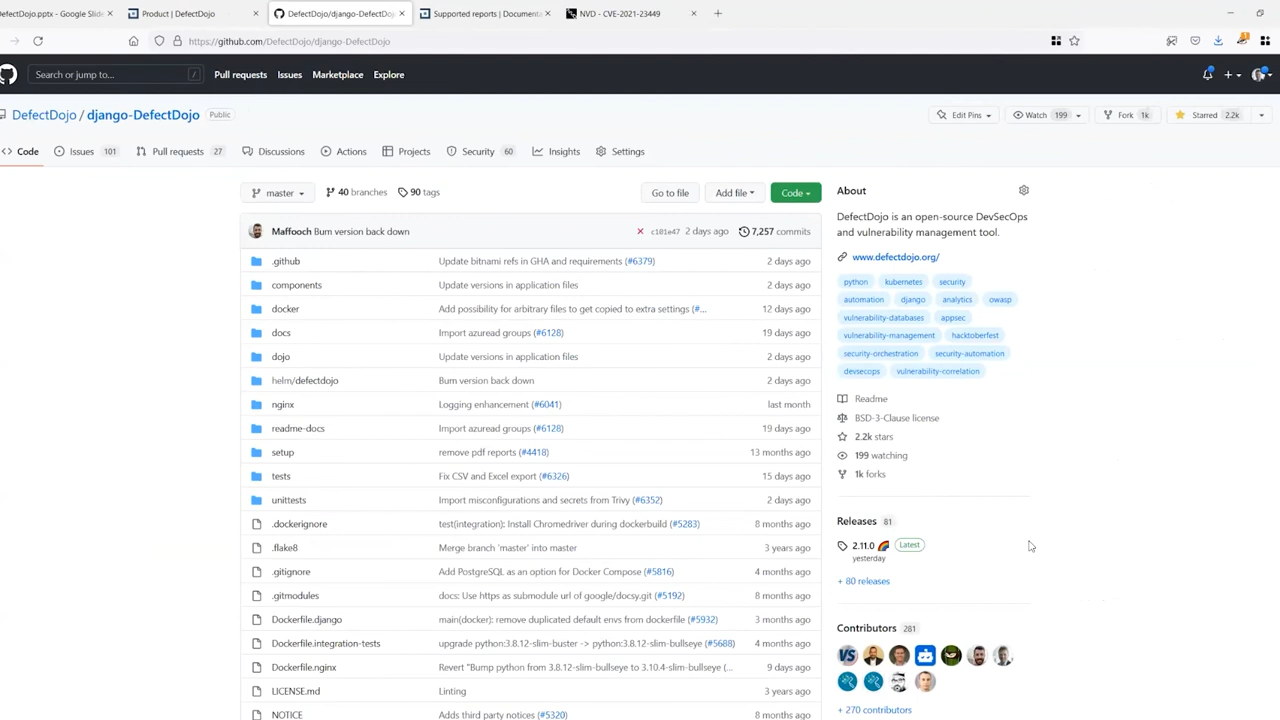 DefectDojo.pptx - Google Slide
Product | DefectDojo
DefectDojo/django-DefectDojo
Supported reports | Documenta
NVD - CVE-2021-23449
https://github.com/DefectDojo/django-DefectDojo
Search or jump to...
/
Pull requests
Issues
Marketplace
Explore
DefectDojo / django-DefectDojo
Public
Edit Pins
Watch 199
Fork 1k
Starred 2.2k
Code
Issues 101
Pull requests 27
Discussions
Actions
Projects
Security 60
Insights
Settings
master
40 branches
90 tags
Go to file
Add file
Code
Maffooch Bum version back down
c101e47 2 days ago
7,257 commits
.github Update bitnami refs in GHA and requirements (#6379) 2 days ago
components Update versions in application files 2 days ago
docker Add possibility for arbitrary files to get copied to extra settings (#... 12 days ago
docs Import azuread groups (#6128) 19 days ago
dojo Update versions in application files 2 days ago
helm/defectdojo Bum version back down 2 days ago
nginx Logging enhancement (#6041) last month
readme-docs Import azuread groups (#6128) 19 days ago
setup remove pdf reports (#4418) 13 months ago
tests Fix CSV and Excel export (#6326) 15 days ago
unittests Import misconfigurations and secrets from Trivy (#6352) 2 days ago
.dockerignore test(integration): Install Chromedriver during dockerbuild (#5283) 8 months ago
.flake8 Merge branch 'master' into master 3 years ago
.gitignore Add PostgreSQL as an option for Docker Compose (#5816) 4 months ago
.gitmodules docs: Use https as submodule url of google/docsy.git (#5192) 8 months ago
Dockerfile.django main(docker): remove duplicated default envs from dockerfile (#5932) 3 months ago
Dockerfile.integration-tests upgrade python:3.8.12-slim-buster -> python:3.8.12-slim-bullseye (#5688) 4 months ago
Dockerfile.nginx Revert "Bump python from 3.8.12-slim-bullseye to 3.10.4-slim-bullseye (... 9 days ago
LICENSE.md Linting 3 years ago
NOTICE Adds third party notices (#5320) 8 months ago
About
DefectDojo is an open-source DevSecOps
and vulnerability management tool.
www.defectdojo.org/
python kubernetes security
automation django analytics owasp
vulnerability-databases appsec
vulnerability-management hacktoberfest
security-orchestration security-automation
devsecops vulnerability-correlation
Readme
BSD-3-Clause license
2.2k stars
199 watching
1k forks
Releases 81
2.11.0 🌈 Latest
yesterday
+ 80 releases
Contributors 281
VS
+ 270 contributors